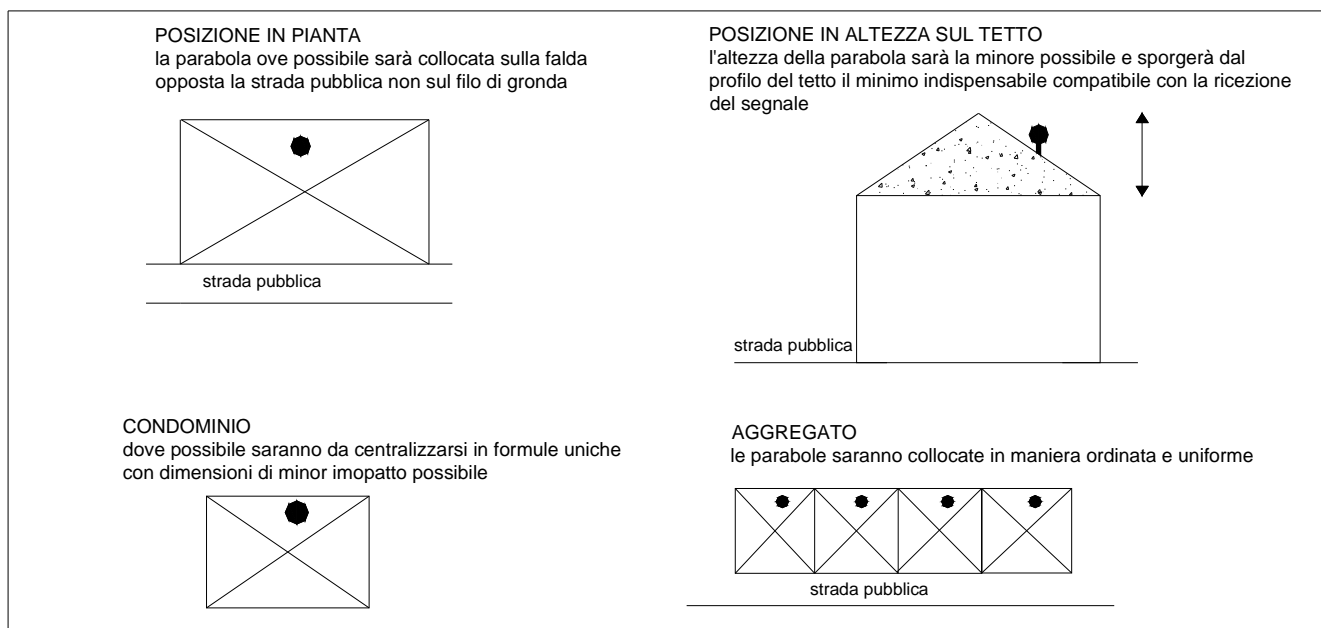 POSIZIONE IN PIANTA
la parabola ove possibile sarà collocata sulla falda
opposta la strada pubblica non sul filo di gronda
strada pubblica
POSIZIONE IN ALTEZZA SUL TETTO
l'altezza della parabola sarà la minore possibile e sporgerà dal
profilo del tetto il minimo indispensabile compatibile con la ricezione
del segnale
strada pubblica
CONDOMINIO
dove possibile saranno da centralizzarsi in formule uniche
con dimensioni di minor imopatto possibile
AGGREGATO
le parabole saranno collocate in maniera ordinata e uniforme
strada pubblica